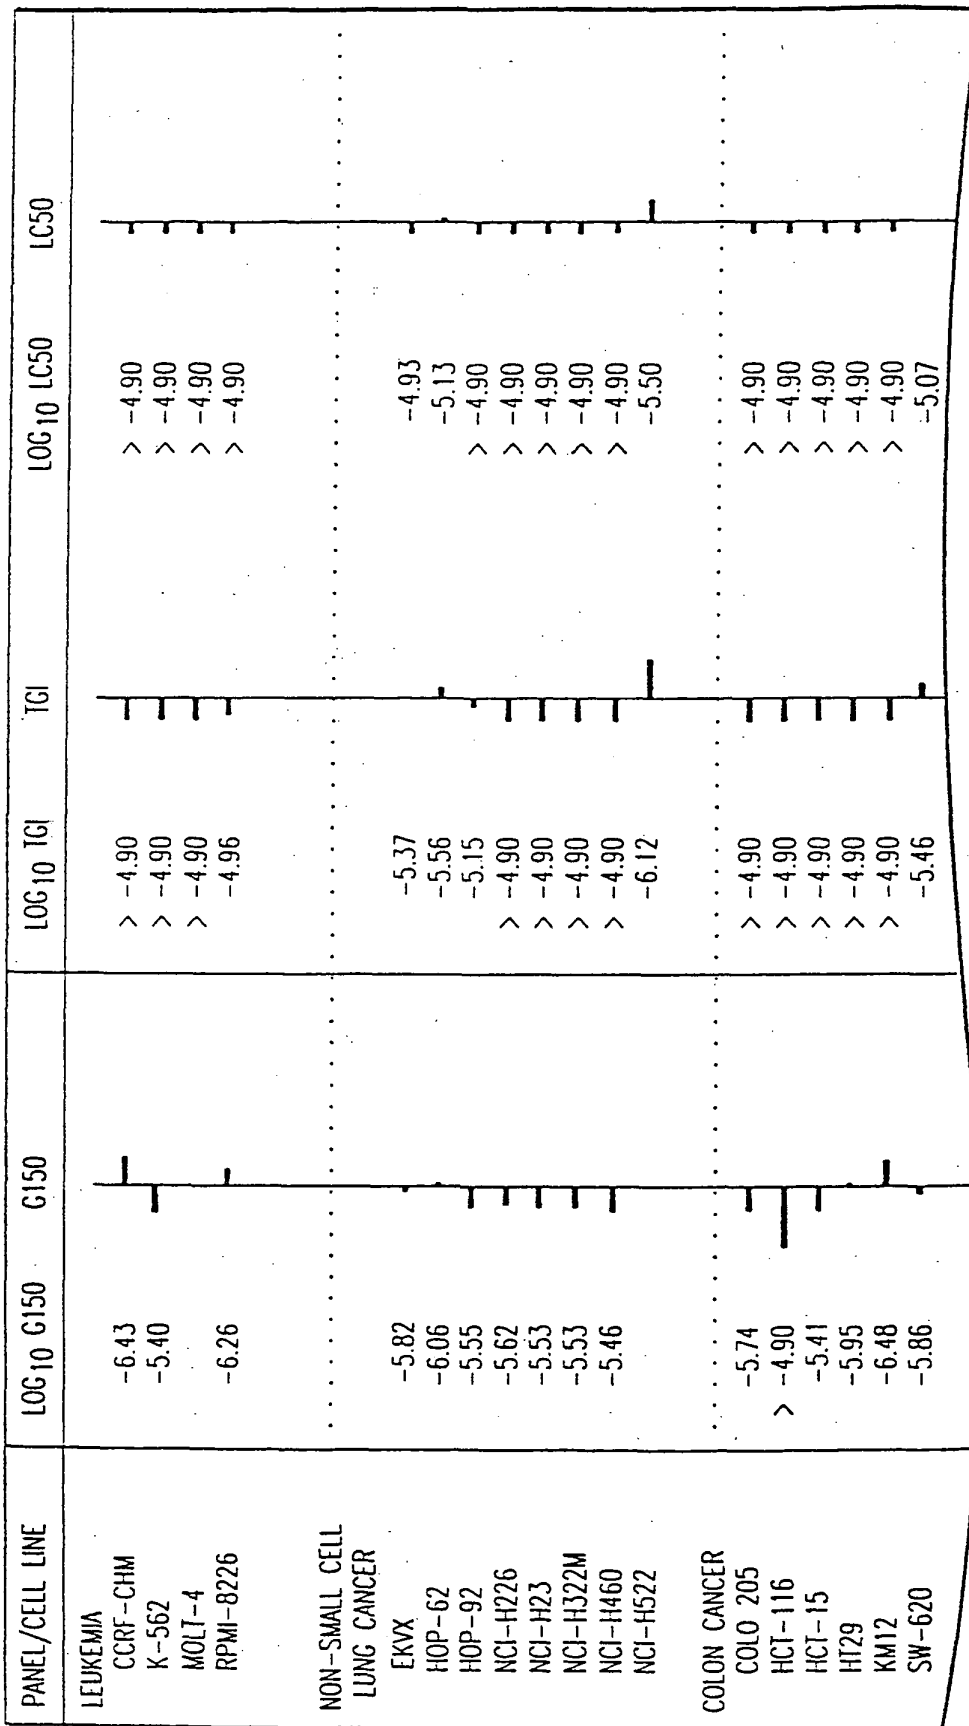 PANEL/CELL LINE LOG10 G150 G150 LOG10 TGI TGI LOG10 LC50 LC50
LEUKEMIA
CCRF-CHM -6.43 > -4.90 > -4.90
K-562 -5.40 > -4.90 > -4.90
MOLT-4 > -4.90 > -4.90
RPMI-8226 -6.26 -4.96 > -4.90
NON-SMALL CELL
LUNG CANCER
EKVX -5.82 -5.37 -4.93
HOP-62 -6.06 -5.56 -5.13
HOP-92 -5.55 -5.15 > -4.90
NCI-H226 -5.62 > -4.90 > -4.90
NCI-H23 -5.53 > -4.90 > -4.90
NCI-H322M -5.53 > -4.90 > -4.90
NCI-H460 -5.46 > -4.90 > -4.90
NCI-H522 -6.12 -5.50
COLON CANCER
COLO 205 -5.74 > -4.90 > -4.90
HCT-116 > -4.90 > -4.90 > -4.90
HCT-15 -5.41 > -4.90 > -4.90
HT29 -5.95 > -4.90 > -4.90
KM12 -6.48 > -4.90 > -4.90
SW-620 -5.86 -5.46 -5.07